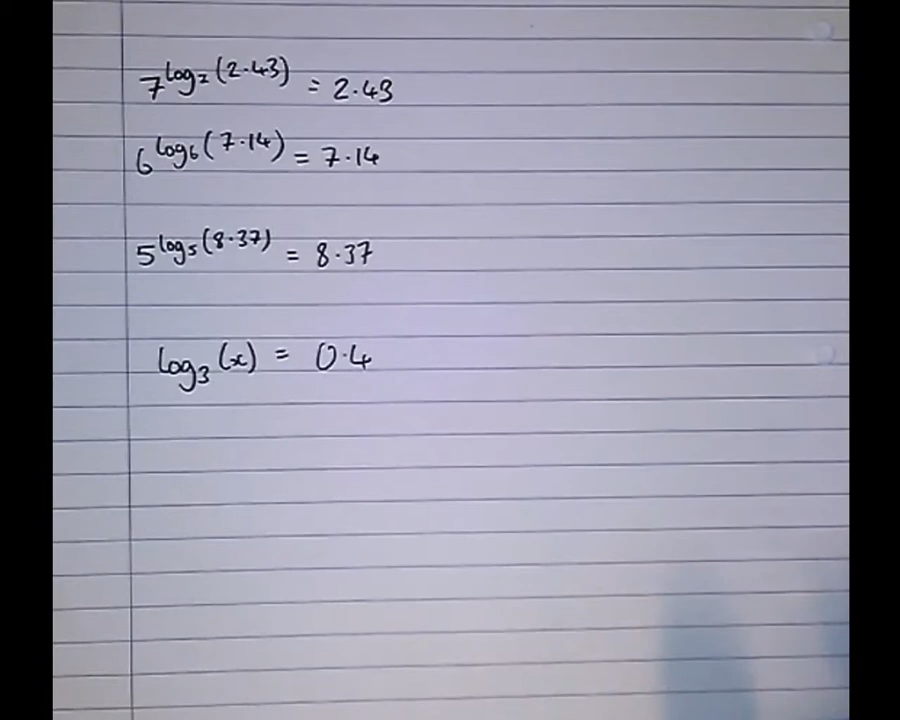 7^log₇(2.43) = 2.43
6^log₆(7.14) = 7.14
5^log₅(8.37) = 8.37
log₃(x) = 0.4